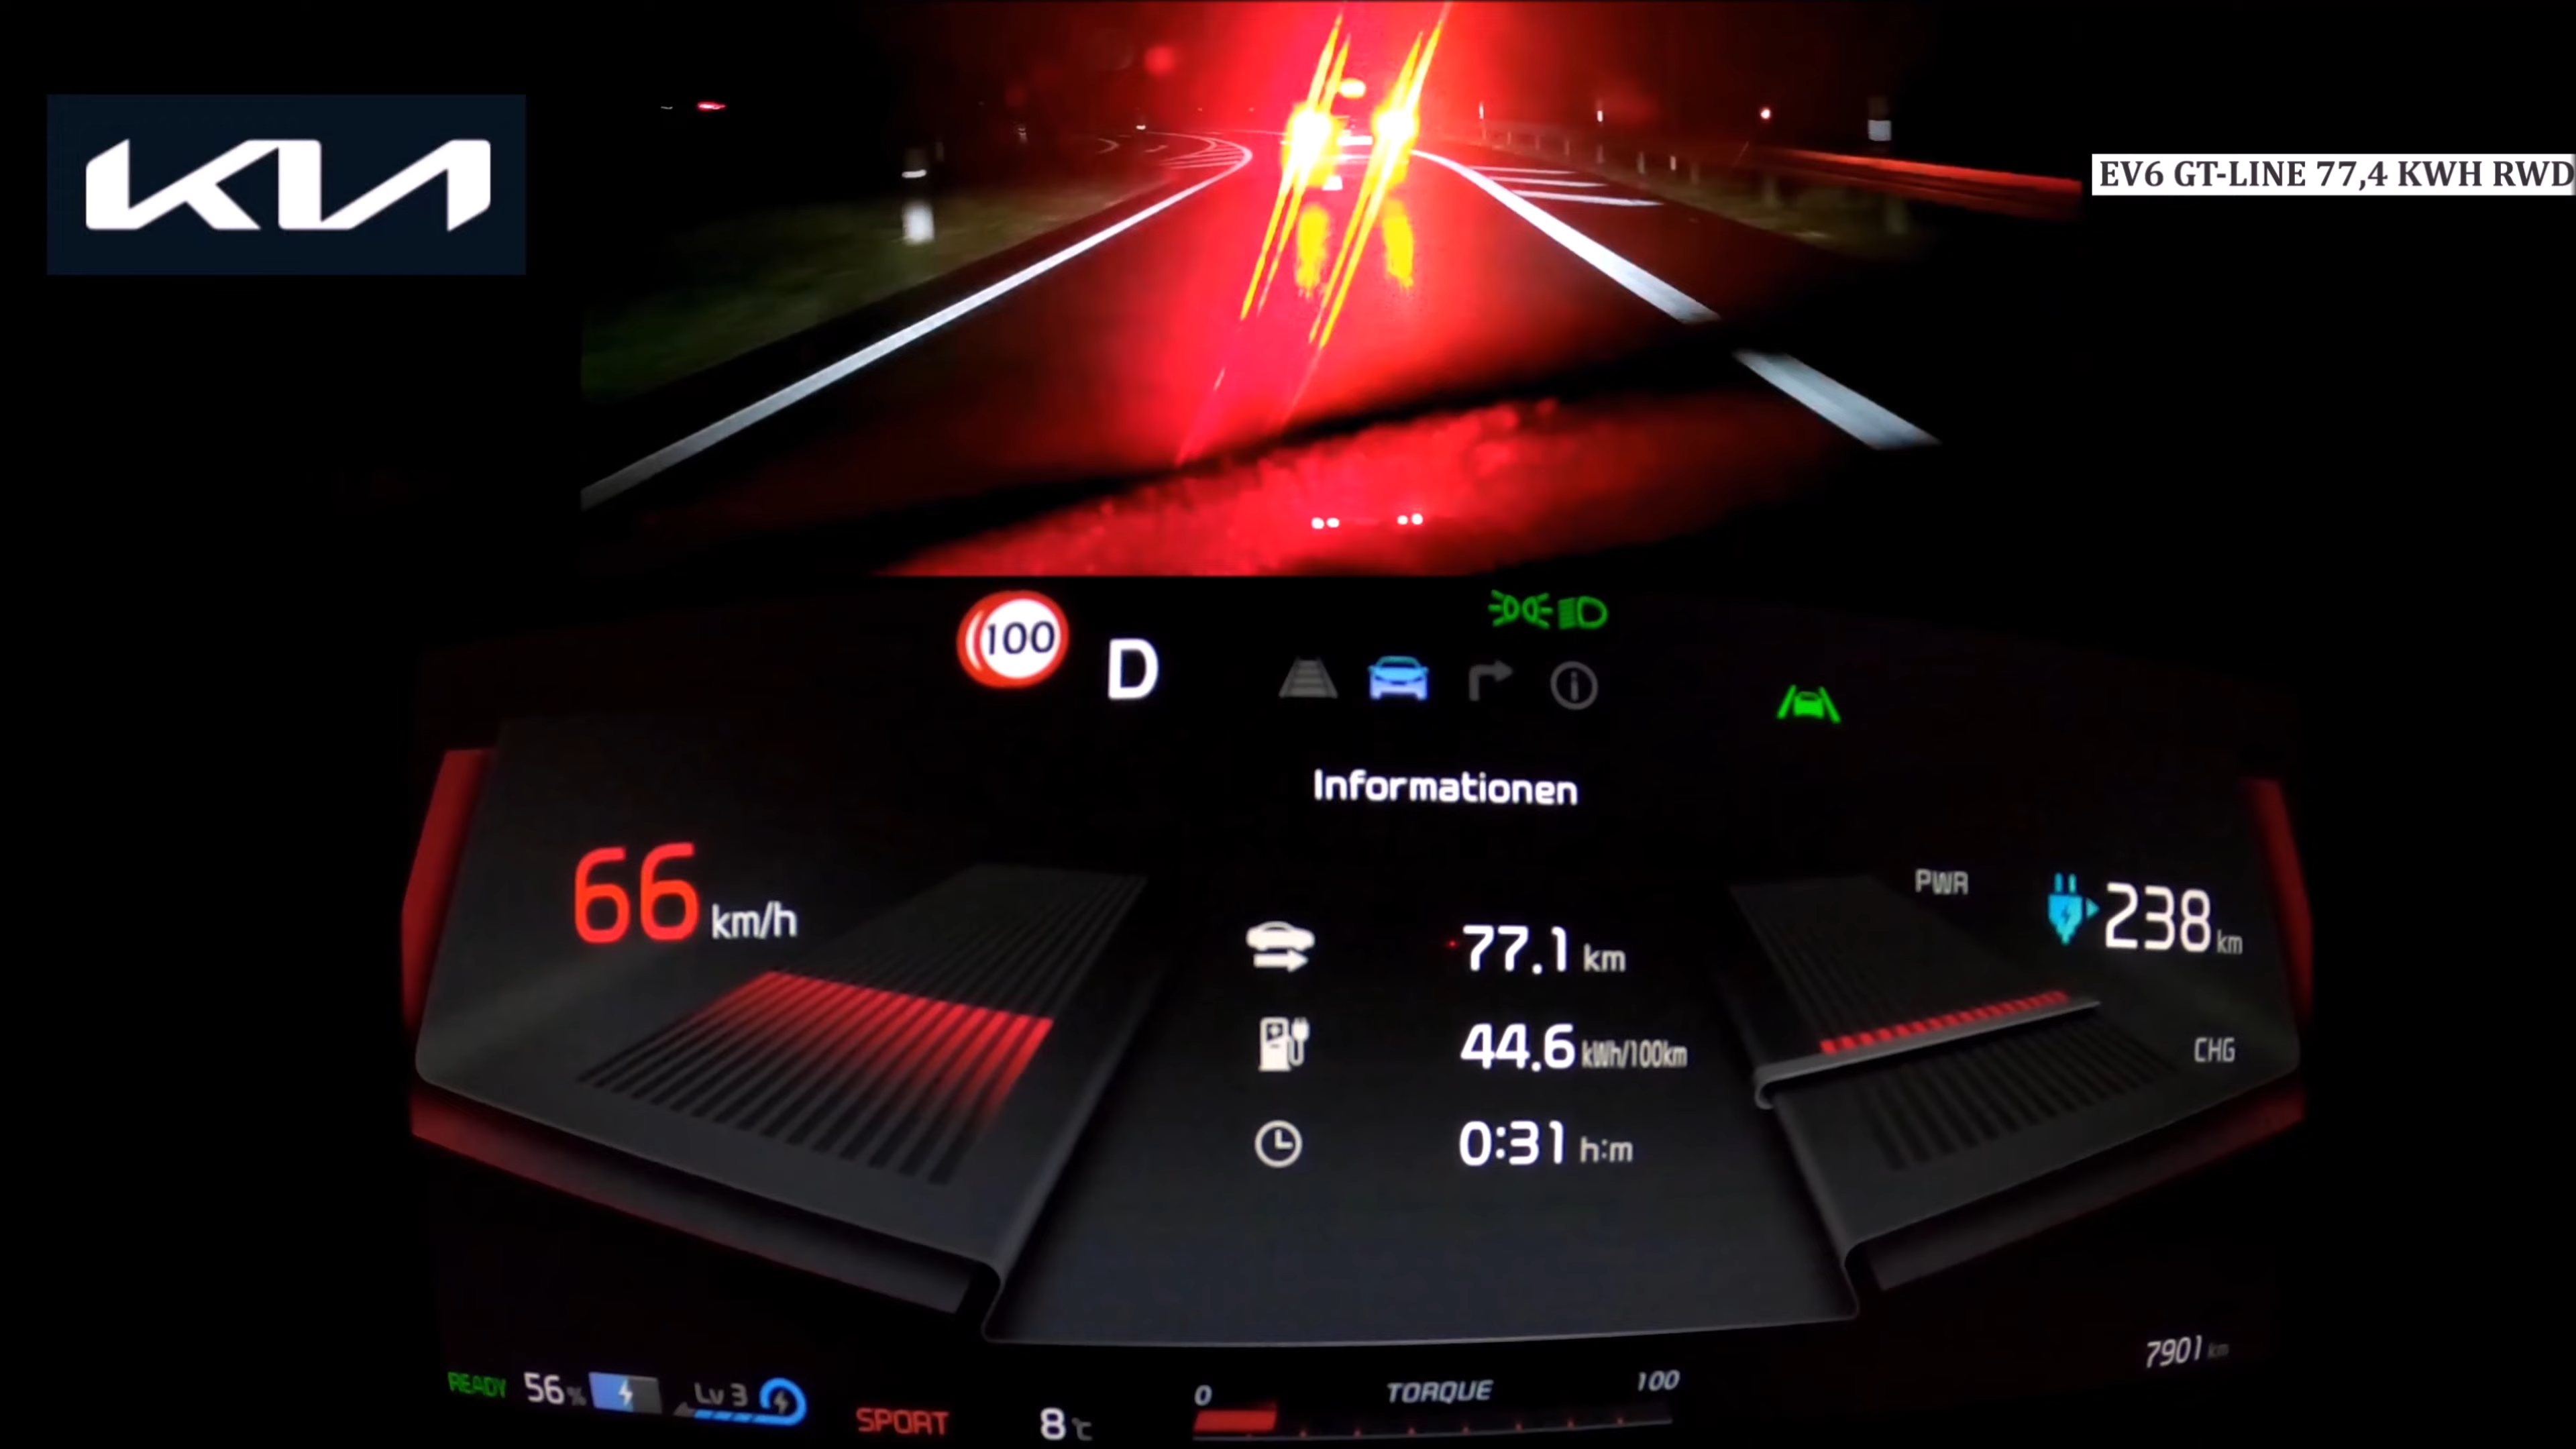 KIA
EV6 GT-LINE 77,4 KWH RWD
100
D
Informationen
66 km/h
PWR
238 km
77.1 km
44.6 kWh/100km
CHG
0:31 h:m
7901 km
READY 56% Lv 3
SPORT
8°C
0 TORQUE 100